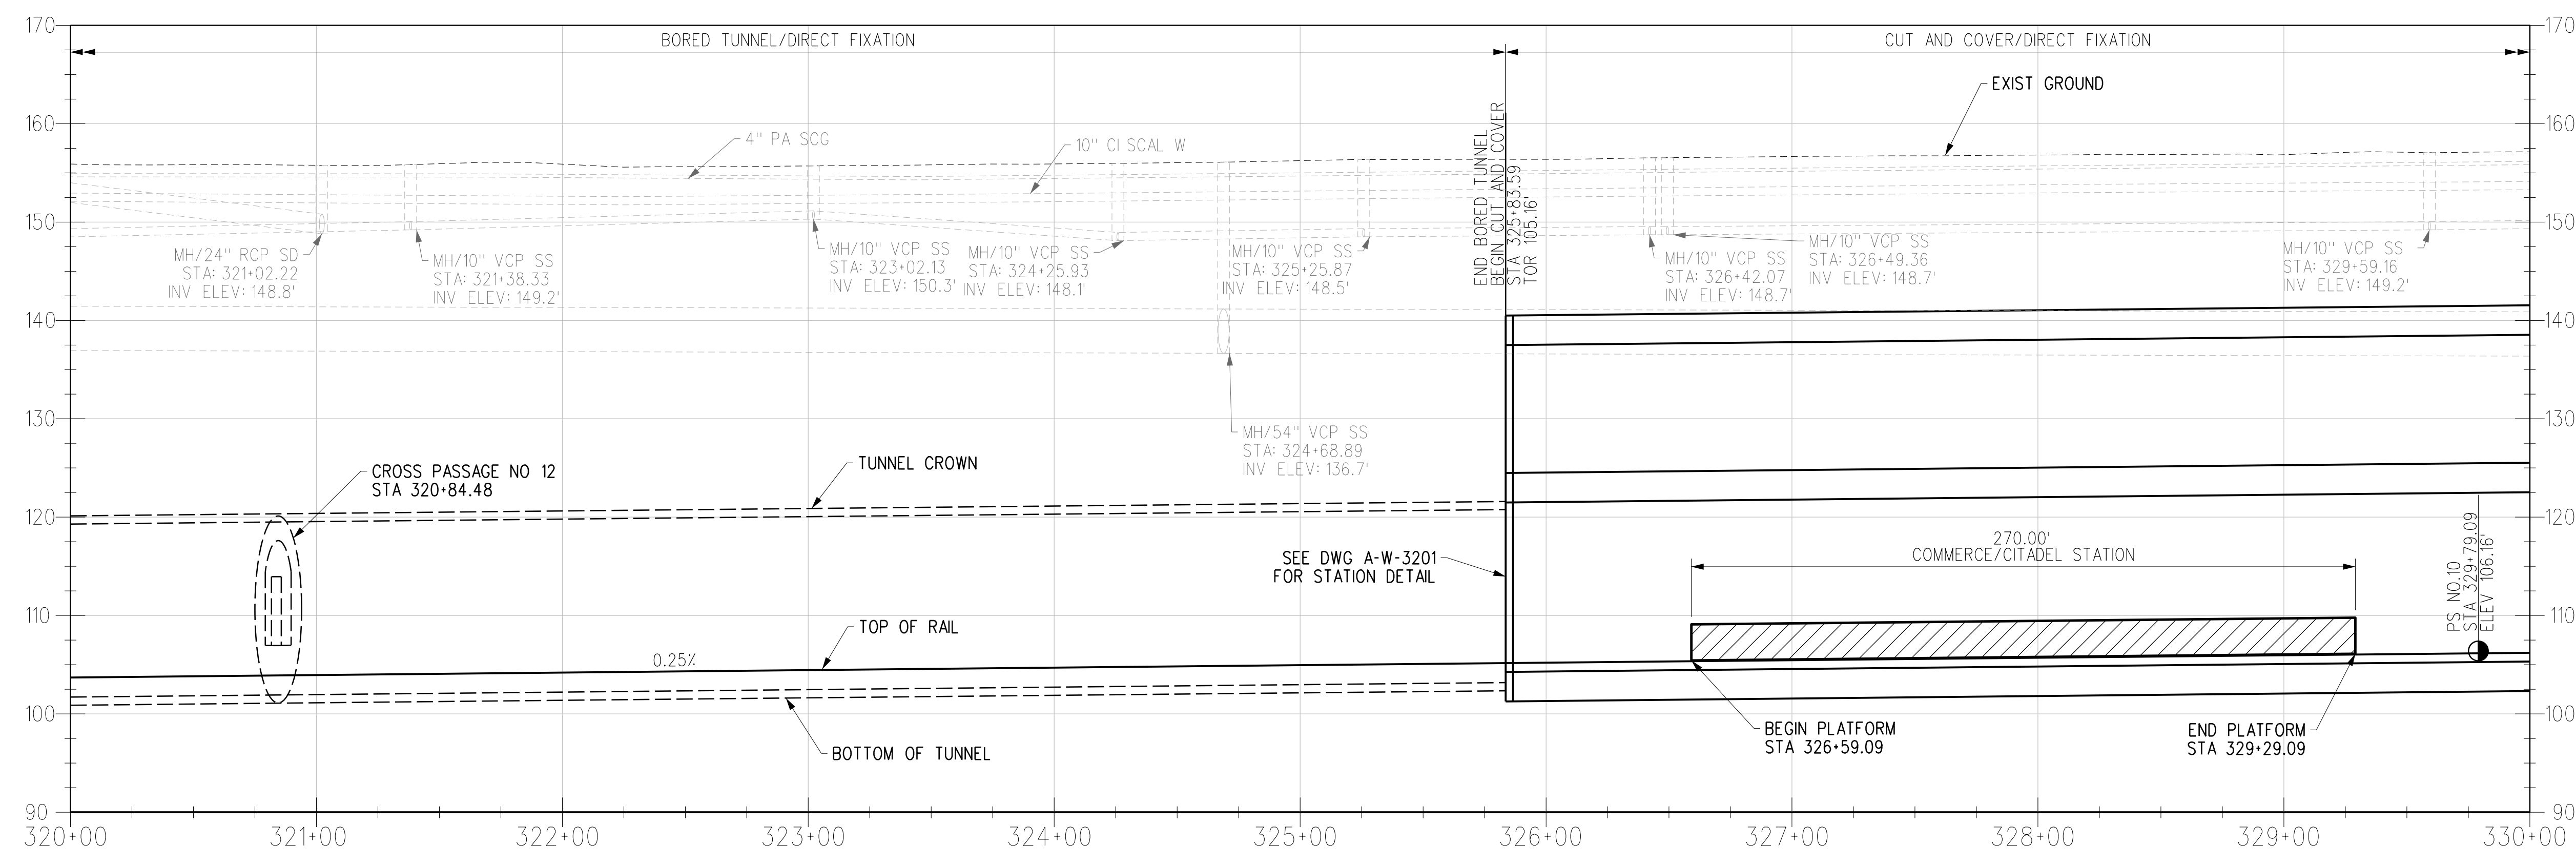 170
170
BORED TUNNEL/DIRECT FIXATION
CUT AND COVER/DIRECT FIXATION
EXIST GROUND
160
160
4" PA SCG
10" CI SCAL W
END BORED TUNNEL
BEGIN CUT AND COVER
STA 325+83.59
TOR 105.16'
150
150
MH/24" RCP SD
STA: 321+02.22
INV ELEV: 148.8'
MH/10" VCP SS
STA: 321+38.33
INV ELEV: 149.2'
MH/10" VCP SS
STA: 323+02.13
INV ELEV: 150.3'
MH/10" VCP SS
STA: 324+25.93
INV ELEV: 148.1'
MH/10" VCP SS
STA: 325+25.87
INV ELEV: 148.5'
MH/10" VCP SS
STA: 326+42.07
INV ELEV: 148.7'
MH/10" VCP SS
STA: 326+49.36
INV ELEV: 148.7'
MH/10" VCP SS
STA: 329+59.16
INV ELEV: 149.2'
140
140
130
130
MH/54" VCP SS
STA: 324+68.89
INV ELEV: 136.7'
CROSS PASSAGE NO 12
STA 320+84.48
TUNNEL CROWN
120
120
SEE DWG A-W-3201
FOR STATION DETAIL
270.00'
COMMERCE/CITADEL STATION
PS NO.10
STA 329+79.09
ELEV 106.16'
110
110
TOP OF RAIL
0.25%
100
100
BOTTOM OF TUNNEL
BEGIN PLATFORM
STA 326+59.09
END PLATFORM
STA 329+29.09
90
90
320+00
321+00
322+00
323+00
324+00
325+00
326+00
327+00
328+00
329+00
330+00